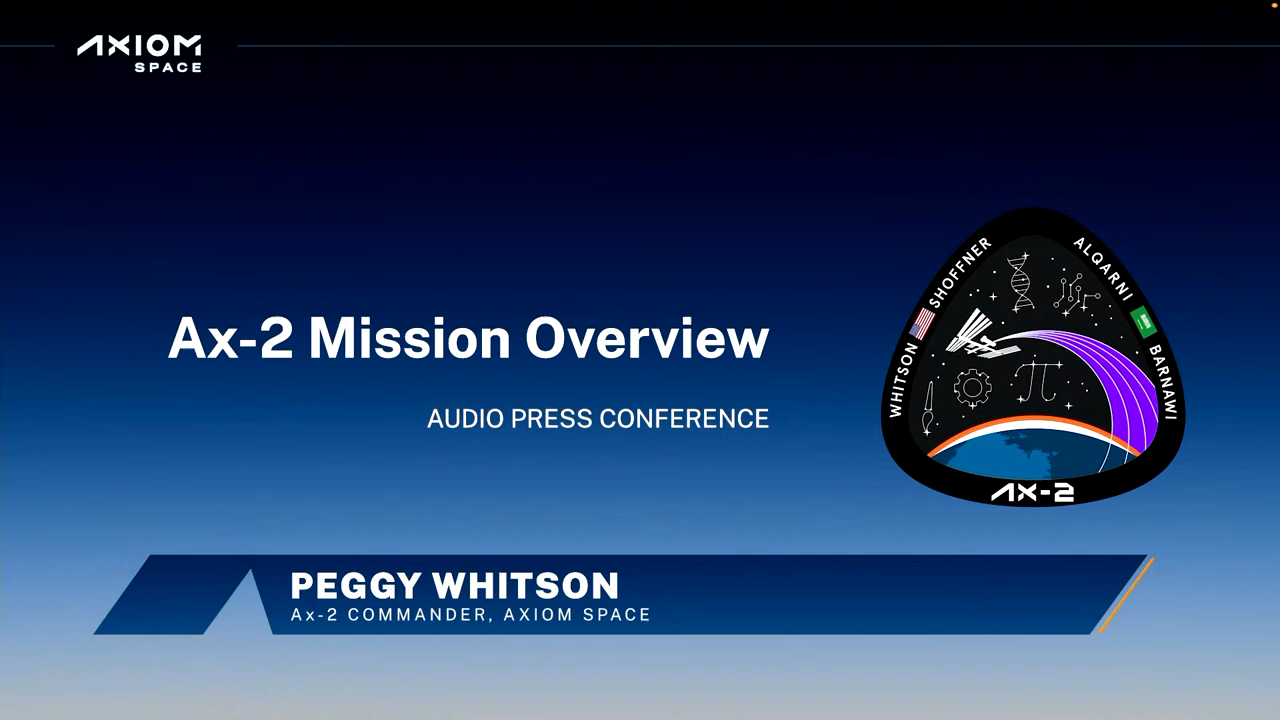 AXIOM
SPACE
Ax-2 Mission Overview
AUDIO PRESS CONFERENCE
WHITSON
SHOFFNER
ALQARNI
BARNAWI
AX-2
PEGGY WHITSON
Ax-2 COMMANDER, AXIOM SPACE